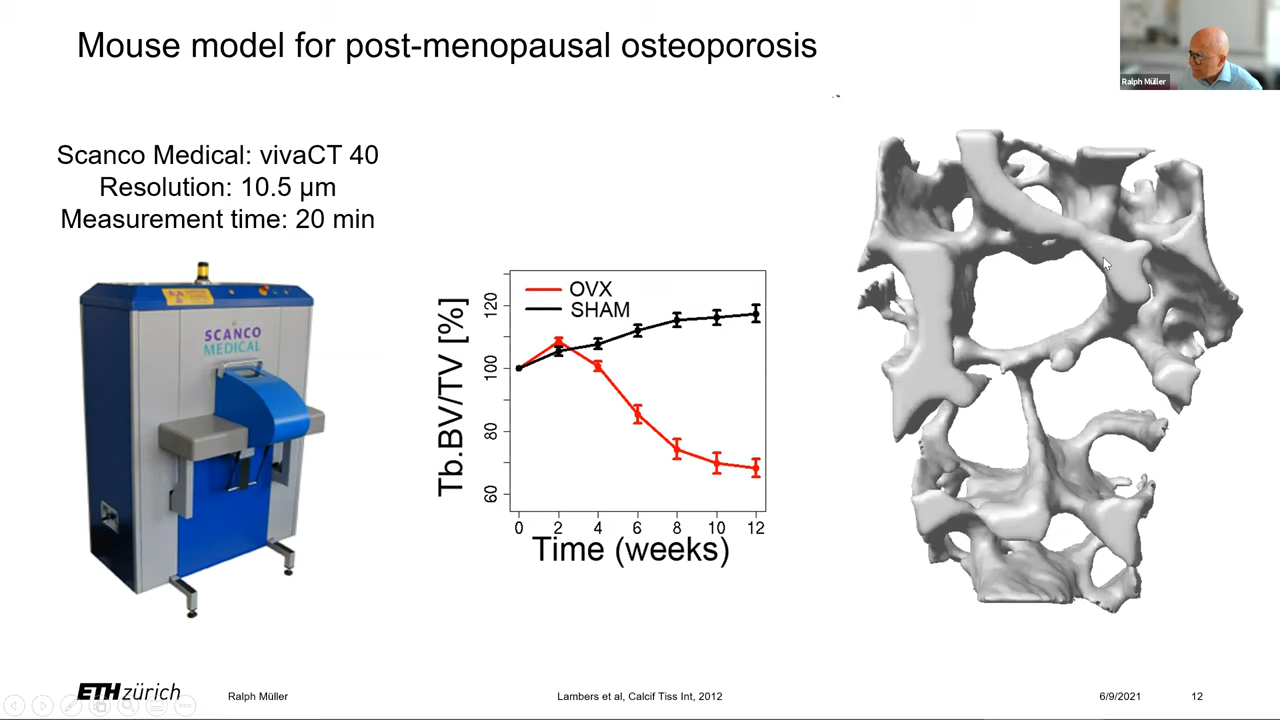 Mouse model for post-menopausal osteoporosis
Ralph Müller
Scanco Medical: vivaCT 40
Resolution: 10.5 µm
Measurement time: 20 min
SCANCO
MEDICAL
OVX
SHAM
Tb.BV/TV [%]
120
100
80
60
0 2 4 6 8 10 12
Time (weeks)
ETH zürich
Ralph Müller
Lambers et al, Calcif Tiss Int, 2012
6/9/2021
12